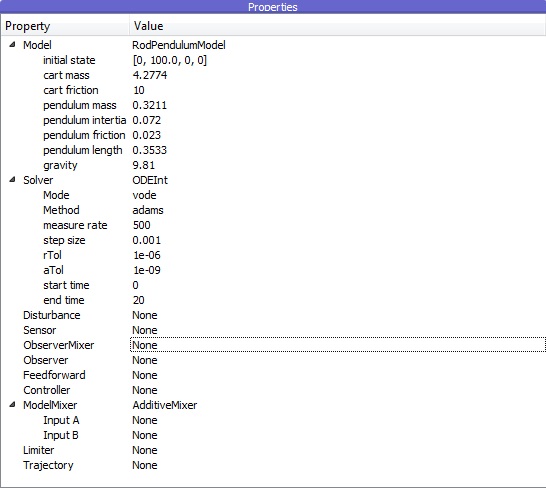 Properties
Property Value
Model RodPendulumModel
initial state [0, 100.0, 0, 0]
cart mass 4.2774
cart friction 10
pendulum mass 0.3211
pendulum intertia 0.072
pendulum friction 0.023
pendulum length 0.3533
gravity 9.81
Solver ODEInt
Mode vode
Method adams
measure rate 500
step size 0.001
rTol 1e-06
aTol 1e-09
start time 0
end time 20
Disturbance None
Sensor None
ObserverMixer None
Observer None
Feedforward None
Controller None
ModelMixer AdditiveMixer
Input A None
Input B None
Limiter None
Trajectory None